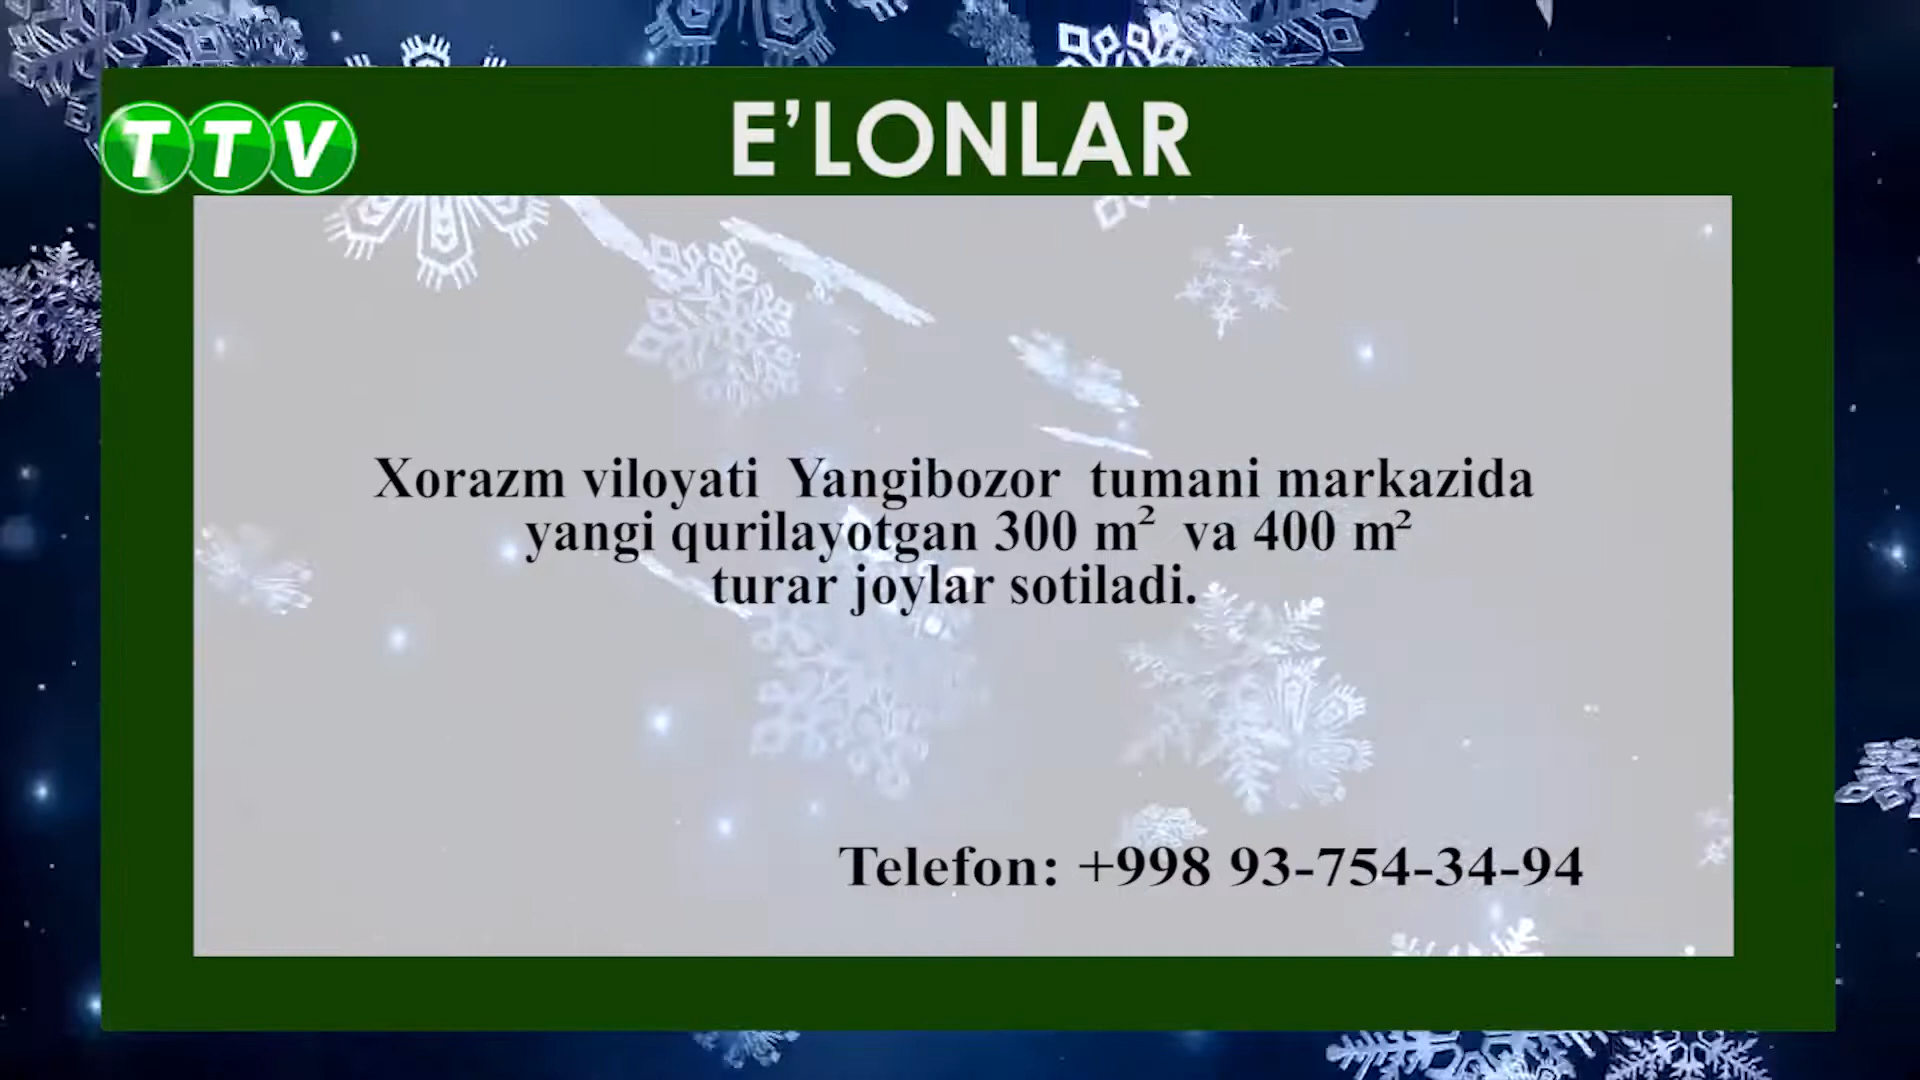 TTV
E’LONLAR
Xorazm viloyati Yangibozor tumani markazida
yangi qurilayotgan 300 m² va 400 m²
turar joylar sotiladi.
Telefon: +998 93-754-34-94